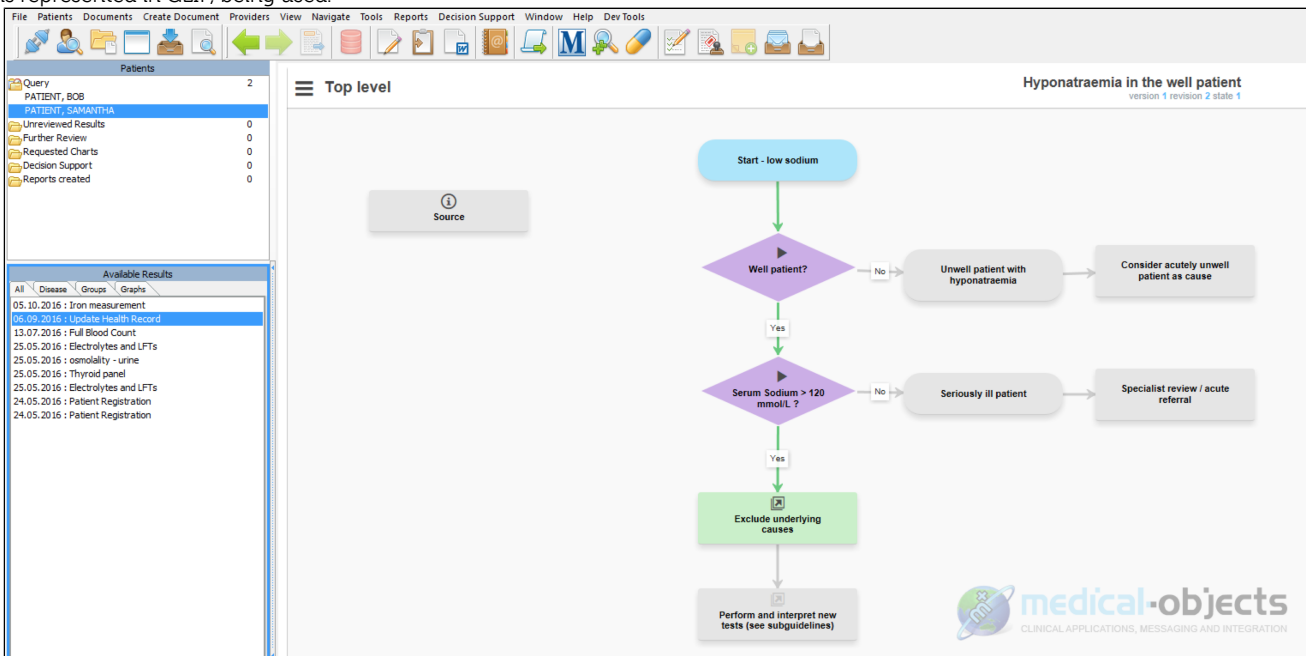 is represented in GLIF, being used.
File Patients Documents Create Document Providers View Navigate Tools Reports Decision Support Window Help Dev Tools
Patients
Query 2
PATIENT, BOB
PATIENT, SAMANTHA
Unreviewed Results 0
Further Review 0
Requested Charts 0
Decision Support 0
Reports created 0
Available Results
All Disease Groups Graphs
05.10.2016 : Iron measurement
06.09.2016 : Update Health Record
13.07.2016 : Full Blood Count
25.05.2016 : Electrolytes and LFTs
25.05.2016 : osmolality - urine
25.05.2016 : Thyroid panel
25.05.2016 : Electrolytes and LFTs
24.05.2016 : Patient Registration
24.05.2016 : Patient Registration
Top level
Hyponatraemia in the well patient
version 1 revision 2 state 1
Start - low sodium
Source
Well patient?
No
Unwell patient with
hyponatraemia
Consider acutely unwell
patient as cause
Yes
Serum Sodium > 120
mmol/L ?
No
Seriously ill patient
Specialist review / acute
referral
Yes
Exclude underlying
causes
Perform and interpret new
tests (see subguidelines)
medical-objects
CLINICAL APPLICATIONS, MESSAGING AND INTEGRATION